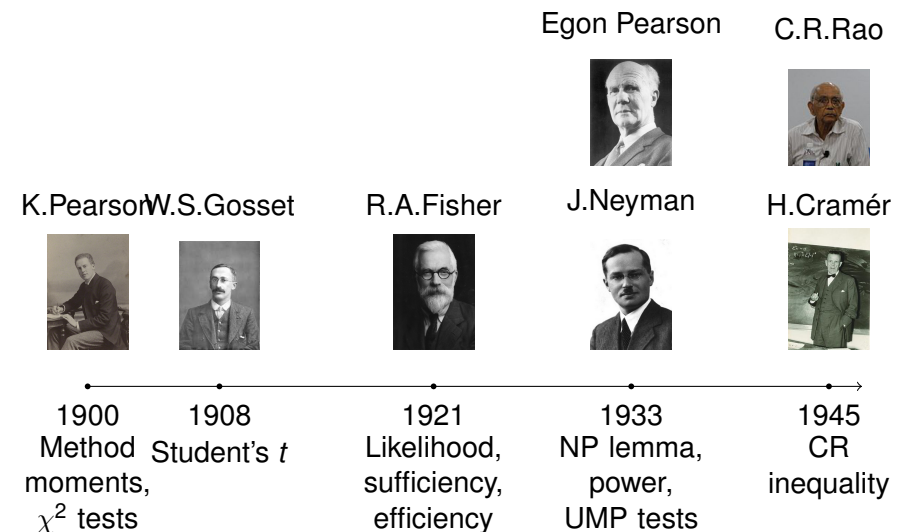 Egon Pearson
C.R.Rao
K.Pearson
W.S.Gosset
R.A.Fisher
J.Neyman
H.Cramér
1900
Method
moments,
χ² tests
1908
Student's t
1921
Likelihood,
sufficiency,
efficiency
1933
NP lemma,
power,
UMP tests
1945
CR
inequality